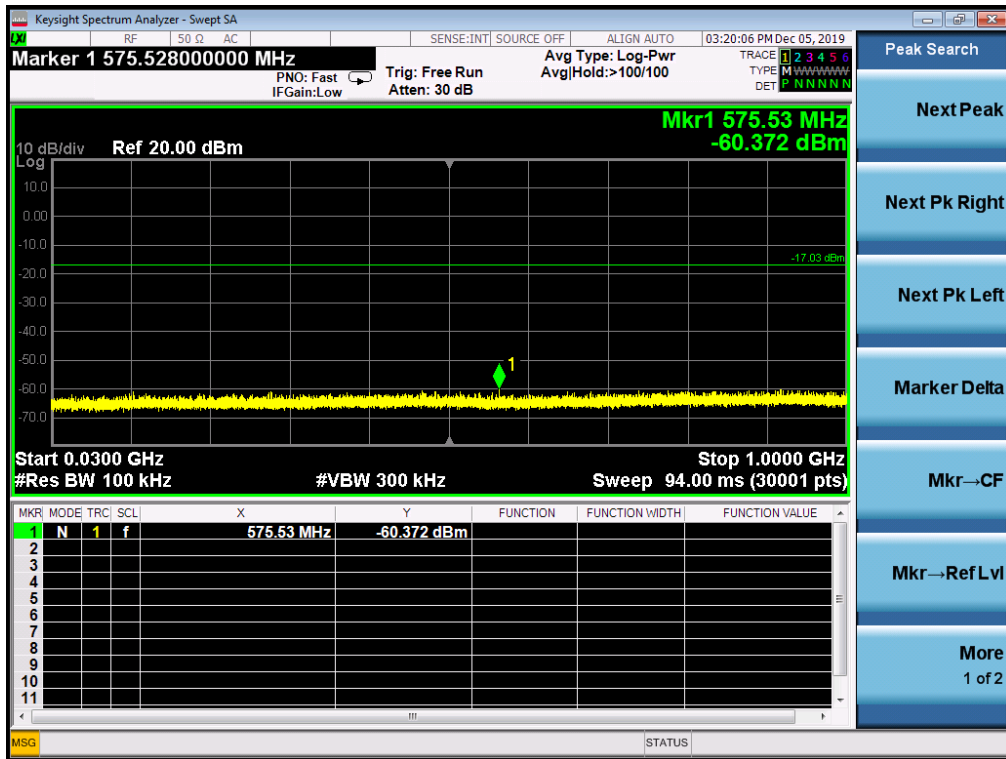 Keysight Spectrum Analyzer - Swept SA
LXI RF 50 Ω AC SENSE:INT SOURCE OFF ALIGN AUTO 03:20:06 PM Dec 05, 2019
Marker 1 575.528000000 MHz
PNO: Fast
IFGain:Low
Trig: Free Run
Atten: 30 dB
Avg Type: Log-Pwr
Avg|Hold:>100/100
TRACE 1 2 3 4 5 6
TYPE M WWWWW
DET P N N N N N
Mkr1 575.53 MHz
-60.372 dBm
10 dB/div Ref 20.00 dBm
Log
10.0
0.00
-10.0
-17.03 dBm
-20.0
-30.0
-40.0
-50.0
1
-60.0
-70.0
Start 0.0300 GHz Stop 1.0000 GHz
#Res BW 100 kHz #VBW 300 kHz Sweep 94.00 ms (30001 pts)
MKR MODE TRC SCL X Y FUNCTION FUNCTION WIDTH FUNCTION VALUE
1 N 1 f 575.53 MHz -60.372 dBm
2
3
4
5
6
7
8
9
10
11
MSG STATUS
Peak Search
Next Peak
Next Pk Right
Next Pk Left
Marker Delta
Mkr→CF
Mkr→Ref Lvl
More
1 of 2